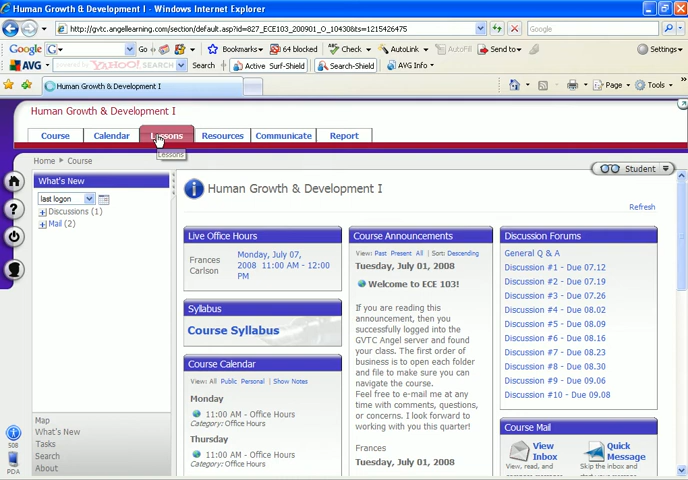 Human Growth & Development I - Windows Internet Explorer
http://gvtc.angellearning.com/section/default.asp?id=827_ECE103_200901_O_10430&ts=1215426475
Google
Google G
Go
Bookmarks
64 blocked
Check
AutoLink
AutoFill
Send to
Settings
AVG
powered by YAHOO! SEARCH
Search
Active Surf-Shield
Search-Shield
AVG Info
Human Growth & Development I
Page
Tools
Human Growth & Development I
Course
Calendar
Lessons
Resources
Communicate
Report
Lessons
Home
Course
Student
What's New
last logon
Discussions (1)
Mail (2)
Map
What's New
Tasks
Search
About
508
PDA
Human Growth & Development I
Refresh
Live Office Hours
Frances Carlson
Monday, July 07, 2008 11:00 AM - 12:00 PM
Syllabus
Course Syllabus
Course Calendar
View: All Public Personal | Show Notes
Monday
11:00 AM - Office Hours
Category: Office Hours
Thursday
11:00 AM - Office Hours
Category: Office Hours
Course Announcements
View: Past Present All | Sort: Descending
Tuesday, July 01, 2008
Welcome to ECE 103!
If you are reading this
announcement, then you
successfully logged into the
GVTC Angel server and found
your class. The first order of
business is to open each folder
and file to make sure you can
navigate the course.
Feel free to e-mail me at any
time with comments, questions,
or concerns. I look forward to
working with you this quarter!
Frances
Tuesday, July 01, 2008
Discussion Forums
General Q & A
Discussion #1 - Due 07.12
Discussion #2 - Due 07.19
Discussion #3 - Due 07.26
Discussion #4 - Due 08.02
Discussion #5 - Due 08.09
Discussion #6 - Due 08.16
Discussion #7 - Due 08.23
Discussion #8 - Due 08.30
Discussion #9 - Due 09.06
Discussion #10 - Due 09.08
Course Mail
View Inbox
View, read, and
Quick Message
Skip the inbox and
start a message